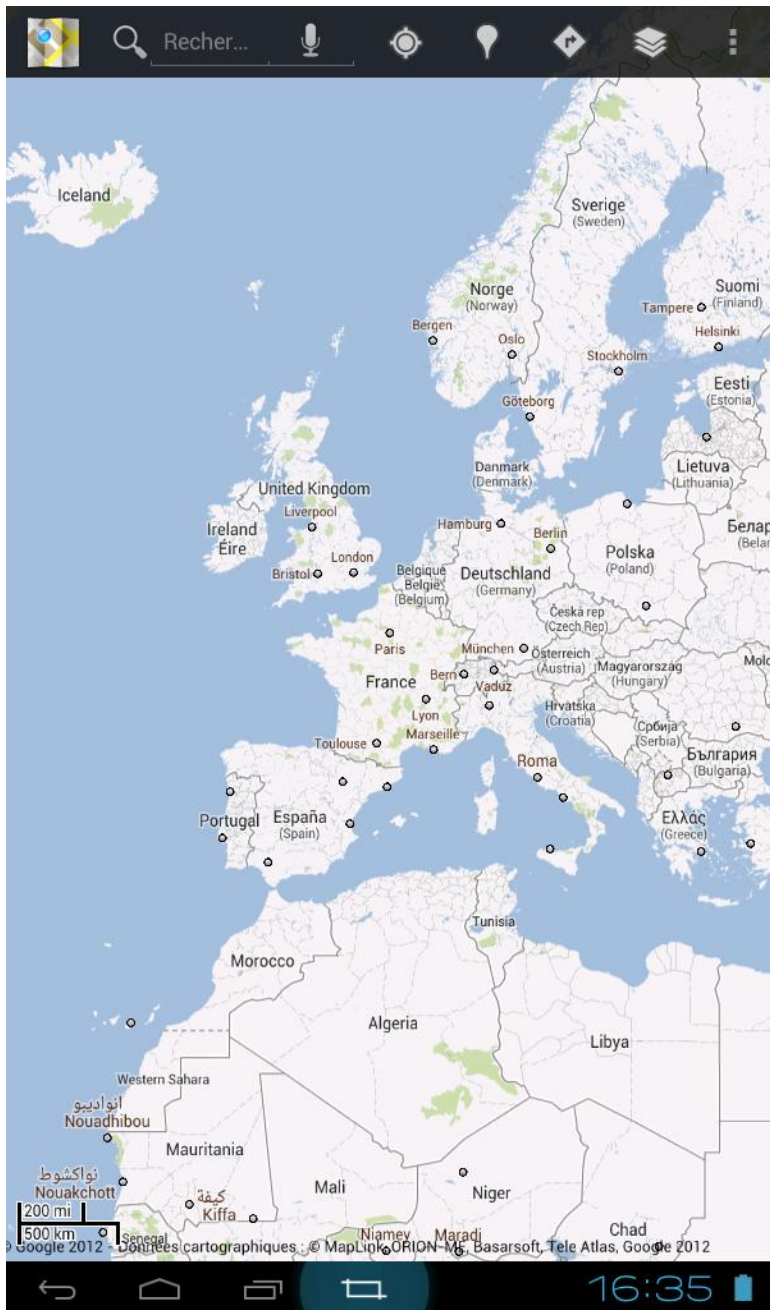 Recher...
Iceland
Sverige
(Sweden)
Norge
(Norway)
Suomi
(Finland)
Tampere
Bergen
Oslo
Helsinki
Stockholm
Eesti
(Estonia)
Göteborg
Danmark
(Denmark)
Lietuva
(Lithuania)
United Kingdom
Liverpool
Ireland
Éire
Hamburg
Berlin
Белар
(Belar
Polska
(Poland)
London
Bristol
Belgique
België
(Belgium)
Deutschland
(Germany)
Česka rep
(Czech Rep)
Paris
München
Österreich
(Austria)
Magyarország
(Hungary)
Molo
Bern
Vaduz
France
Lyon
Hrvatska
(Croatia)
Србија
(Serbia)
Toulouse
Marseille
Roma
България
(Bulgaria)
Portugal
España
(Spain)
Ελλάς
(Greece)
Tunisia
Morocco
Algeria
Libya
Western Sahara
انواديبو
Nouadhibou
Mauritania
نواكشوط
Nouakchott
كيفة
Kiffa
Mali
Niger
Chad
200 mi
500 km
Senegal
Niamey
Maradi
© Google 2012 - Données cartographiques : © MapLink, ORION-ME, Basarsoft, Tele Atlas, Google 2012
16:35